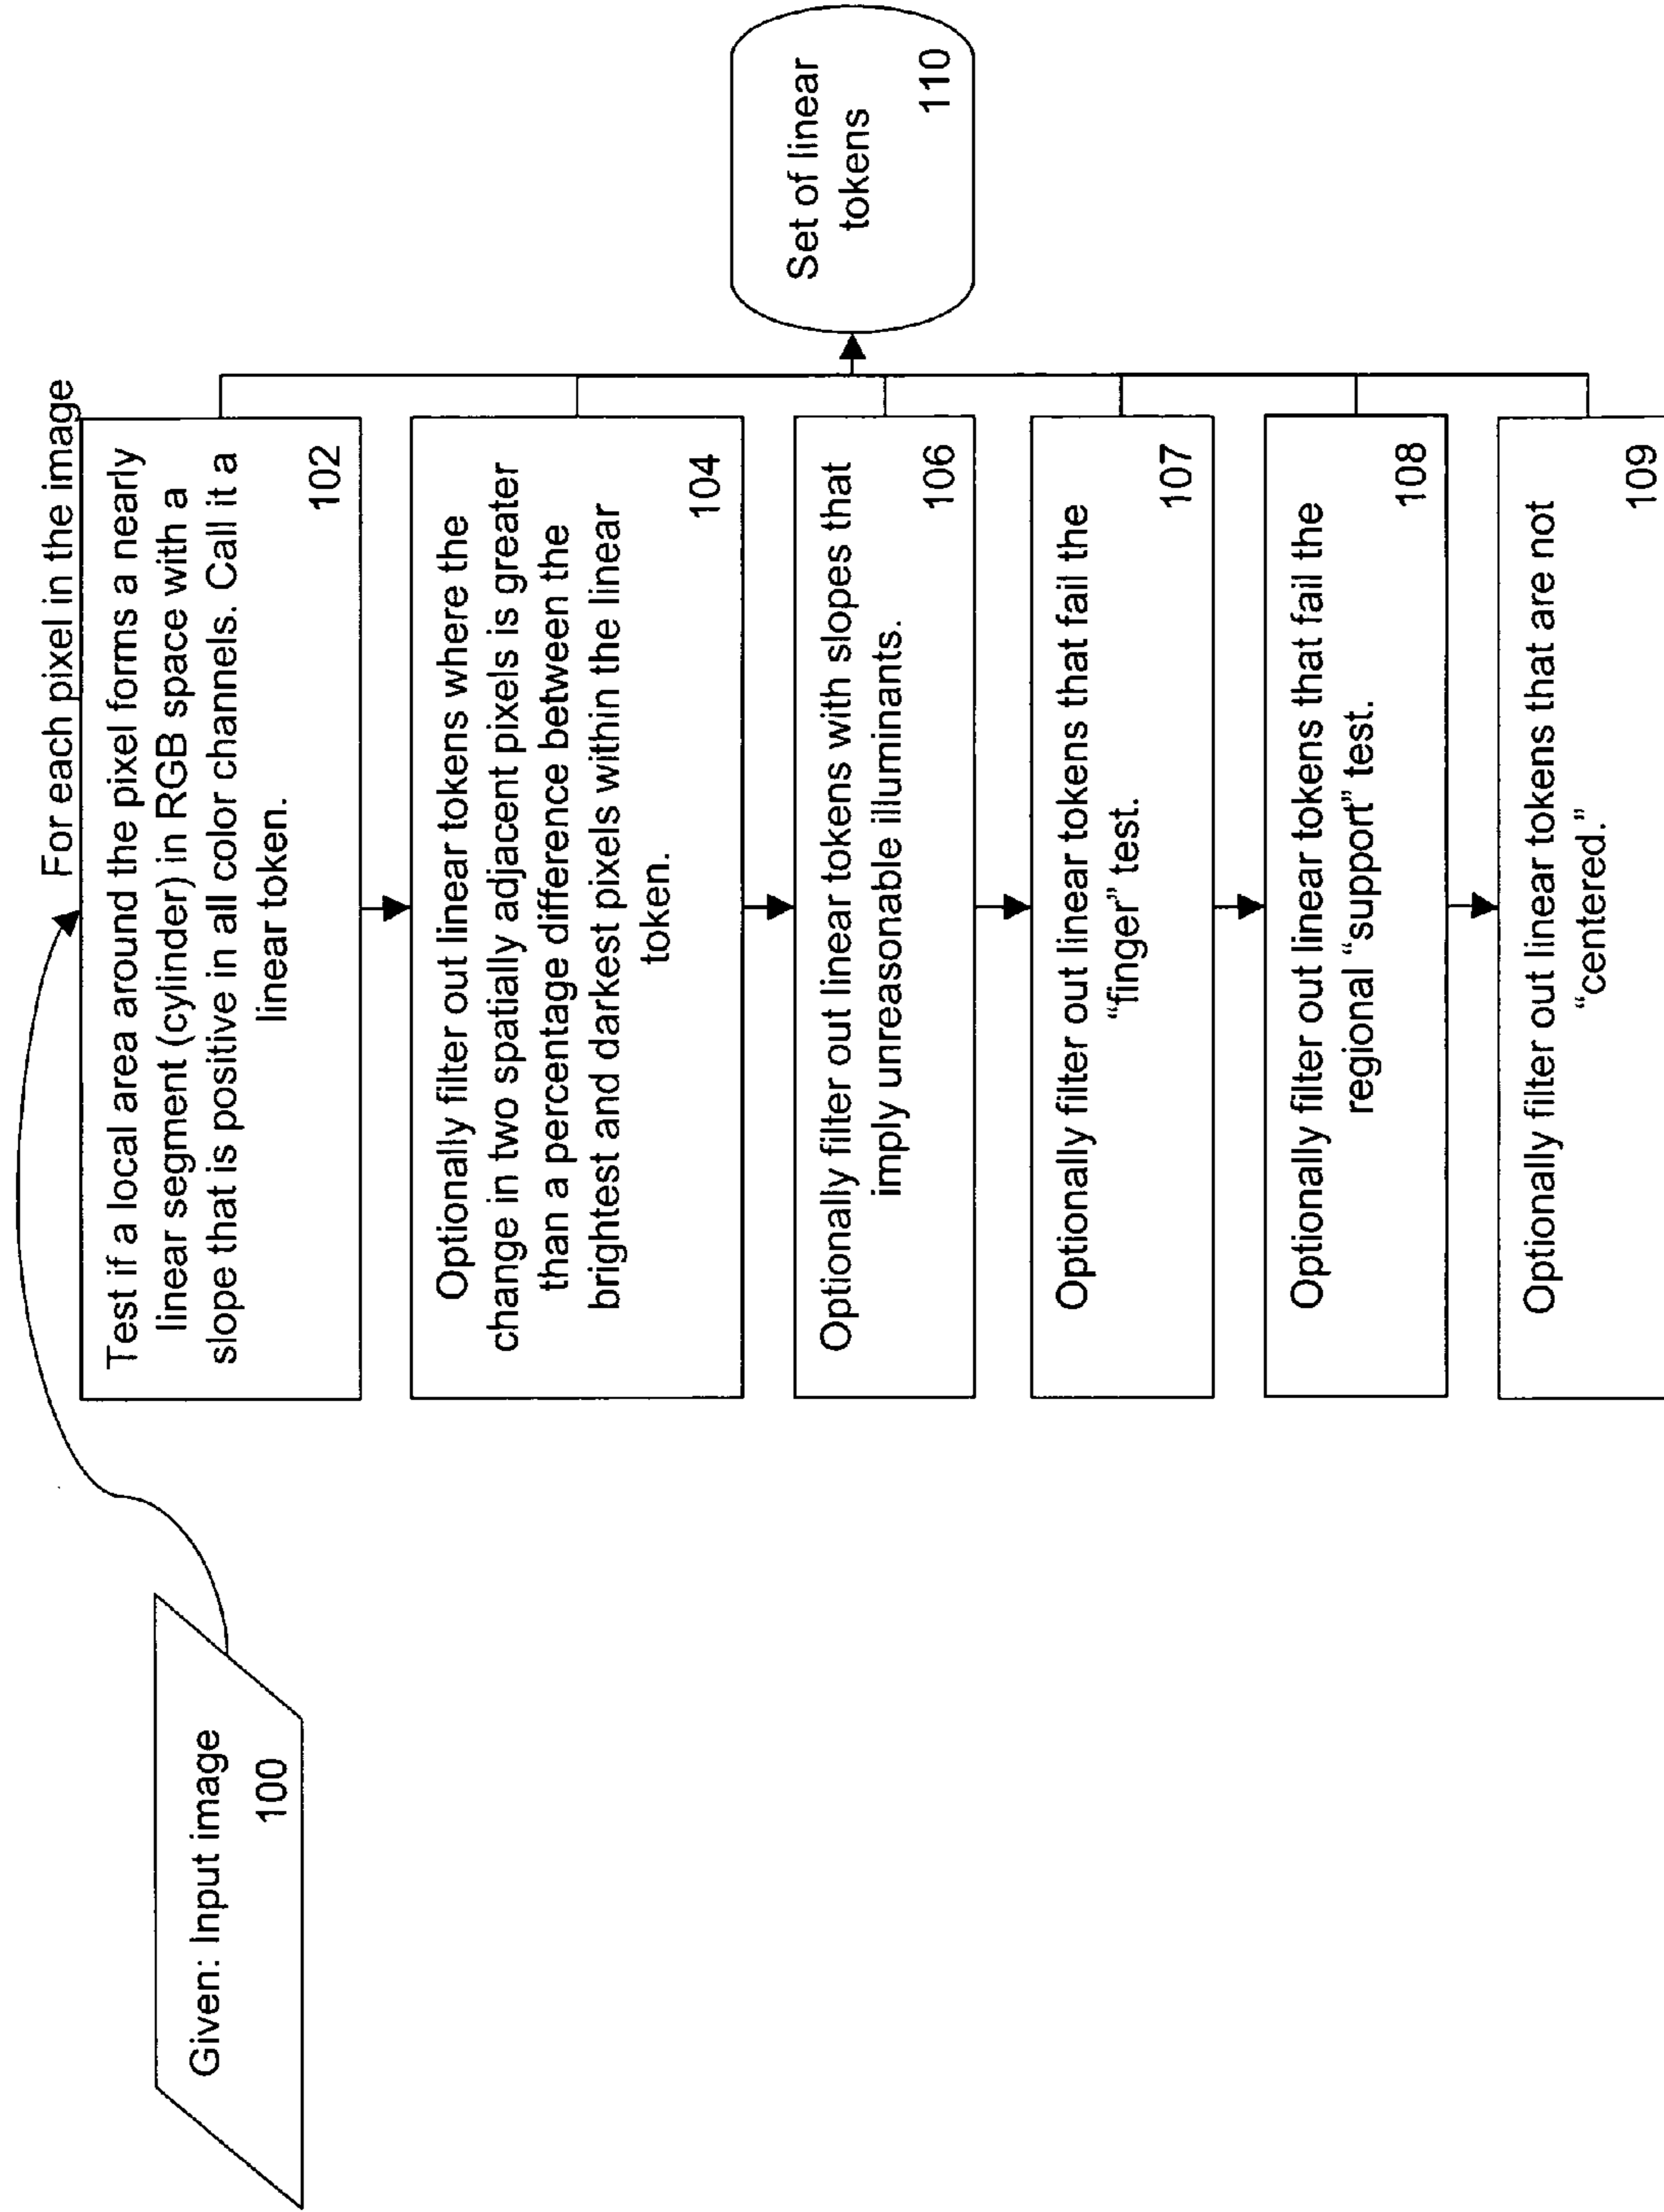 Given: Input image
100
For each pixel in the image
Test if a local area around the pixel forms a nearly
linear segment (cylinder) in RGB space with a
slope that is positive in all color channels. Call it a
linear token.
102
Optionally filter out linear tokens where the
change in two spatially adjacent pixels is greater
than a percentage difference between the
brightest and darkest pixels within the linear
token.
104
Optionally filter out linear tokens with slopes that
imply unreasonable illuminants.
106
Optionally filter out linear tokens that fail the
“finger” test.
107
Optionally filter out linear tokens that fail the
regional “support” test.
108
Optionally filter out linear tokens that are not
“centered.”
109
Set of linear
tokens
110